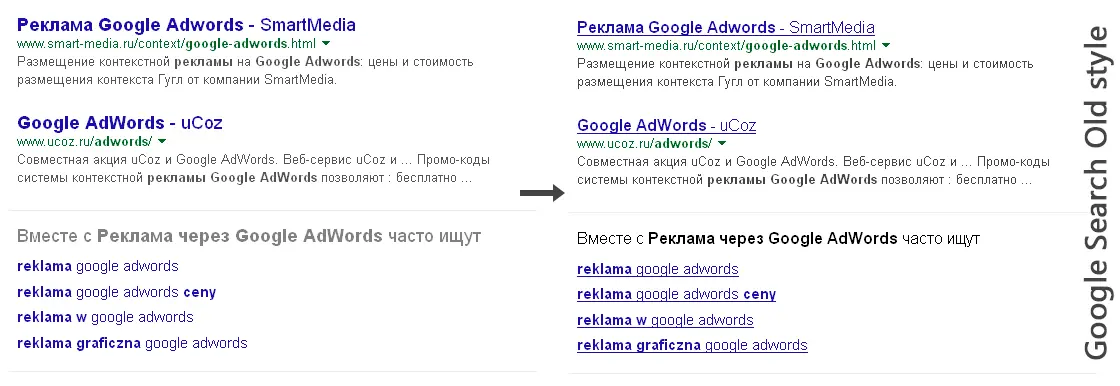 Реклама Google Adwords - SmartMedia
www.smart-media.ru/context/google-adwords.html
Размещение контекстной рекламы на Google Adwords: цены и стоимость
размещения контекста Гугл от компании SmartMedia.
Google AdWords - uCoz
www.ucoz.ru/adwords/
Совместная акция uCoz и Google AdWords. Веб-сервис uCoz и ... Промо-коды
системы контекстной рекламы Google AdWords позволяют : бесплатно ...
Вместе с Реклама через Google AdWords часто ищут
reklama google adwords
reklama google adwords ceny
reklama w google adwords
reklama graficzna google adwords
Реклама Google Adwords - SmartMedia
www.smart-media.ru/context/google-adwords.html
Размещение контекстной рекламы на Google Adwords: цены и стоимость
размещения контекста Гугл от компании SmartMedia.
Google AdWords - uCoz
www.ucoz.ru/adwords/
Совместная акция uCoz и Google AdWords. Веб-сервис uCoz и ... Промо-коды
системы контекстной рекламы Google AdWords позволяют : бесплатно ...
Вместе с Реклама через Google AdWords часто ищут
reklama google adwords
reklama google adwords ceny
reklama w google adwords
reklama graficzna google adwords
Google Search Old style